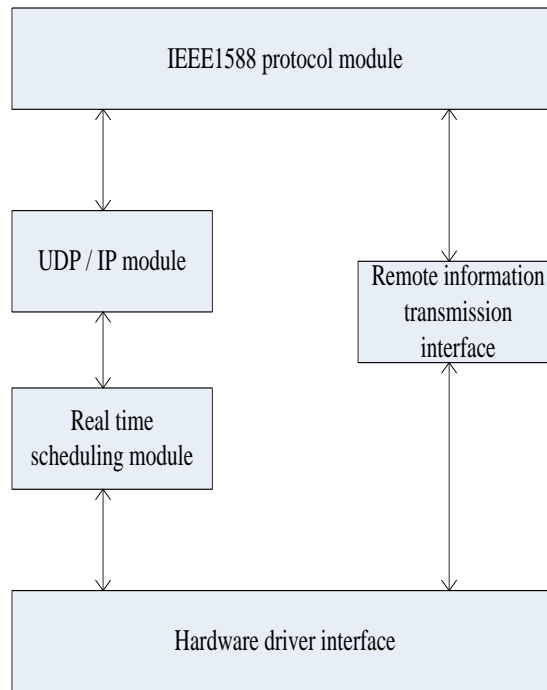 IEEE1588 protocol module
UDP / IP module
Remote information
transmission
interface
Real time
scheduling module
Hardware driver interface